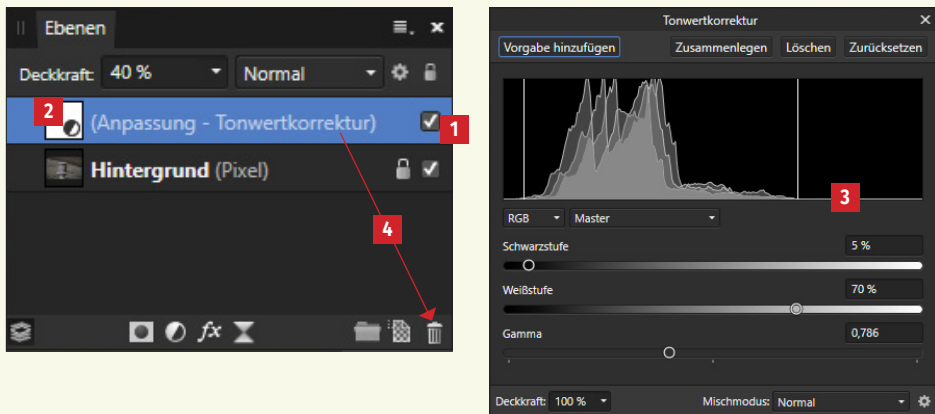 Ebenen
Deckkraft: 40 % Normal
2 (Anpassung - Tonwertkorrektur) 1
Hintergrund (Pixel)
4
fx
Tonwertkorrektur
Vorgabe hinzufügen Zusammenlegen Löschen Zurücksetzen
3
RGB Master
Schwarzstufe 5 %
Weißstufe 70 %
Gamma 0,786
Deckkraft: 100 % Mischmodus: Normal